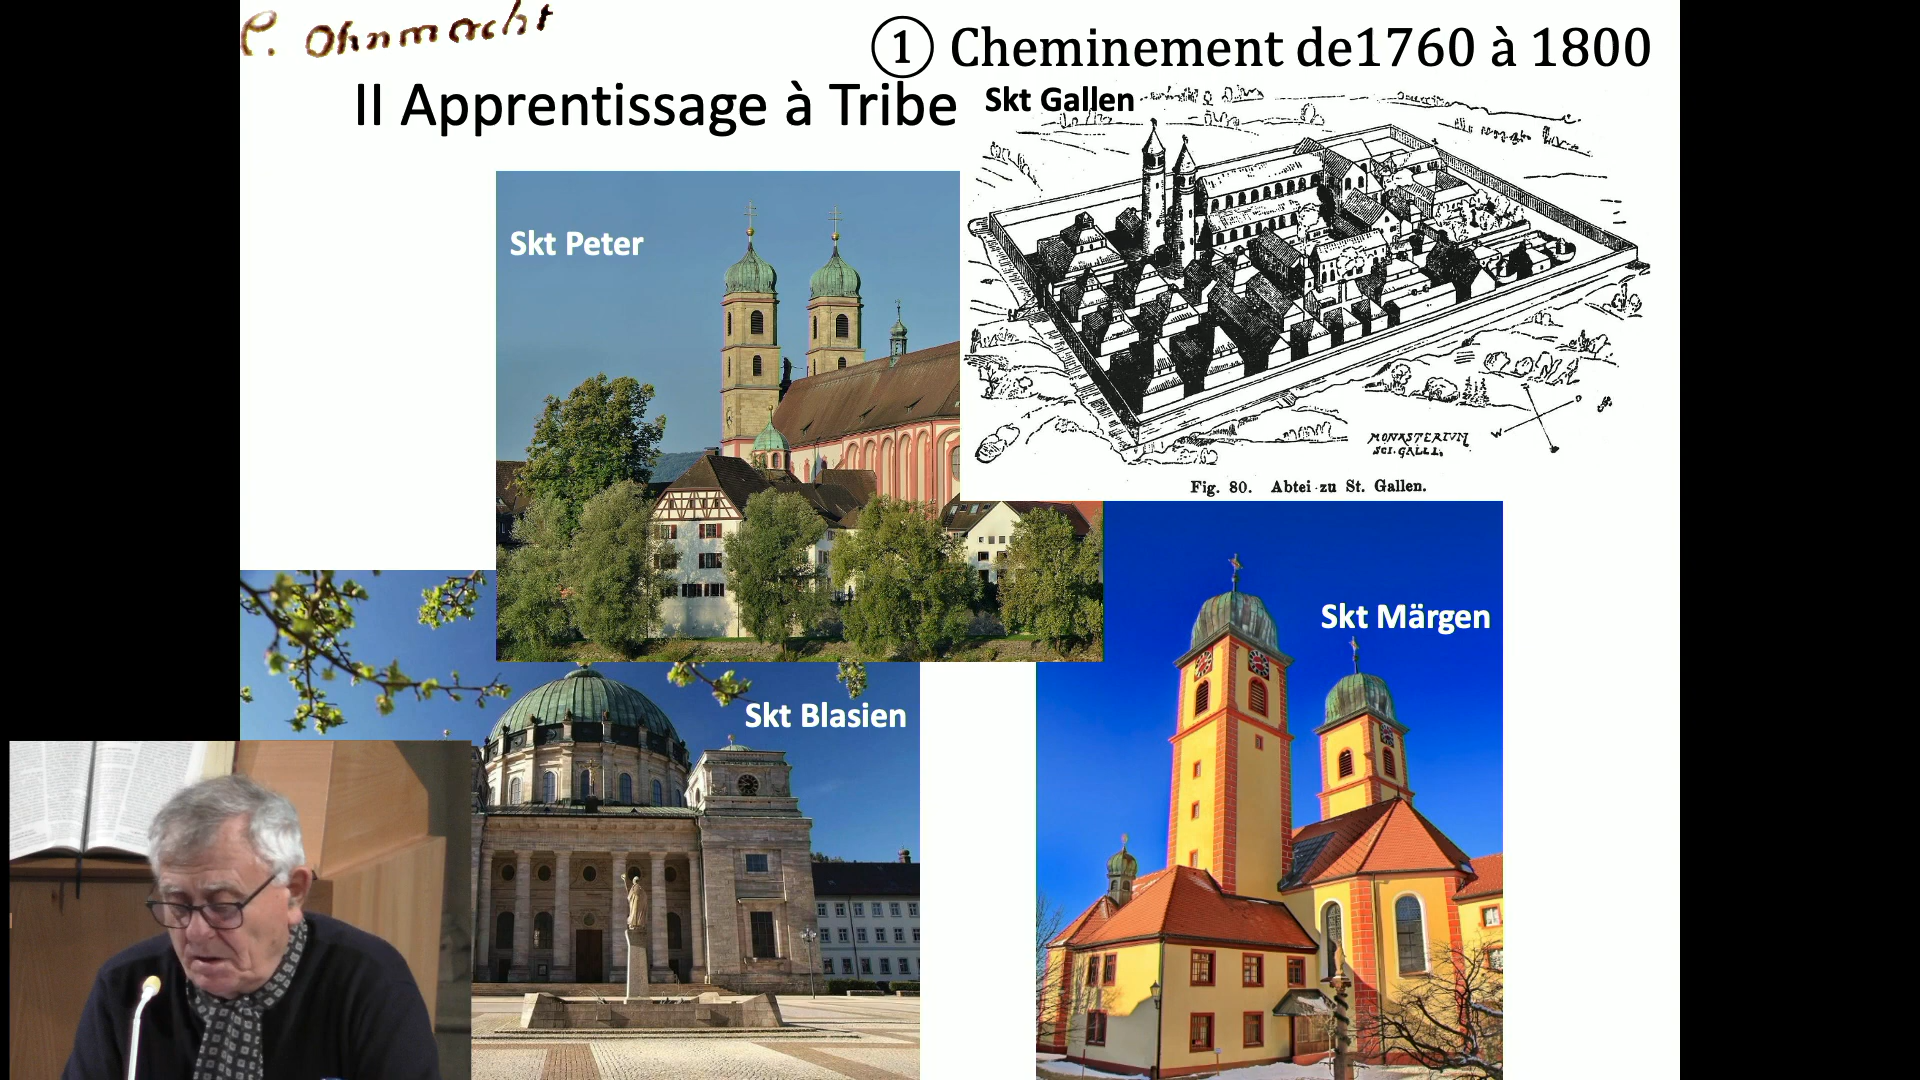 P. Ohnmacht
① Cheminement de1760 à 1800
II Apprentissage à Tribe
Skt Gallen
Skt Peter
MONASTERIVM
SCI. GALLI.
Fig. 80. Abtei zu St. Gallen.
Skt Märgen
Skt Blasien